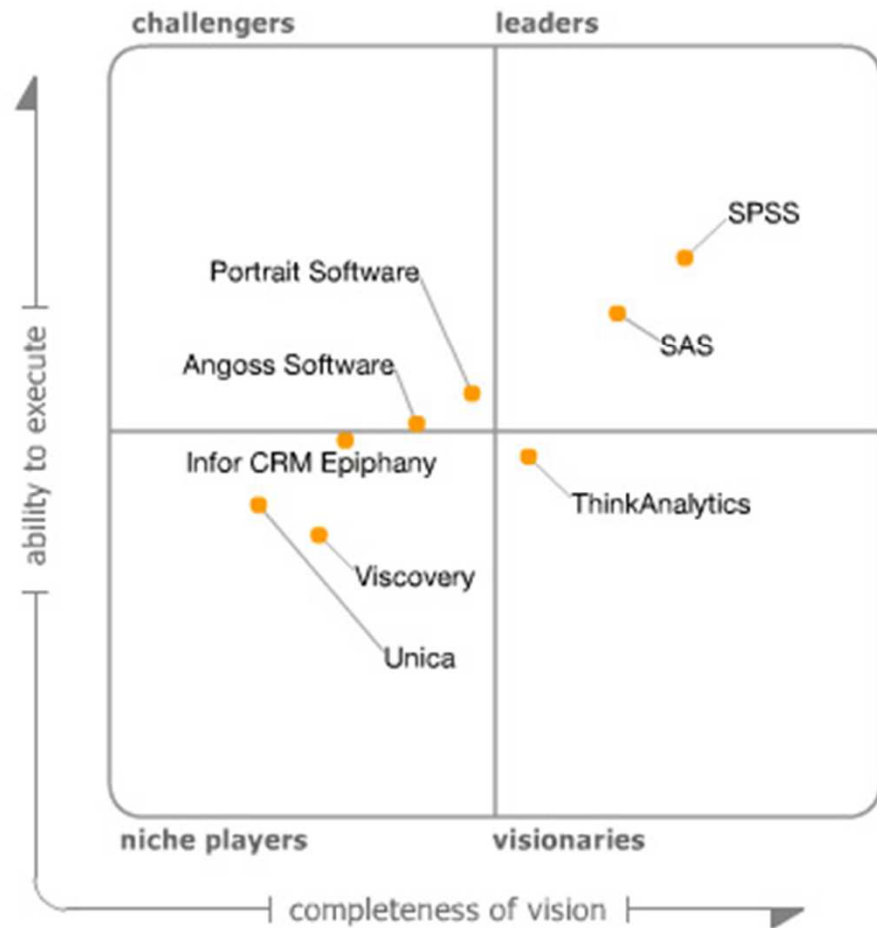 challengers
leaders
SPSS
Portrait Software
SAS
Angoss Software
Infor CRM Epiphany
ThinkAnalytics
Viscovery
Unica
ability to execute
niche players
visionaries
completeness of vision